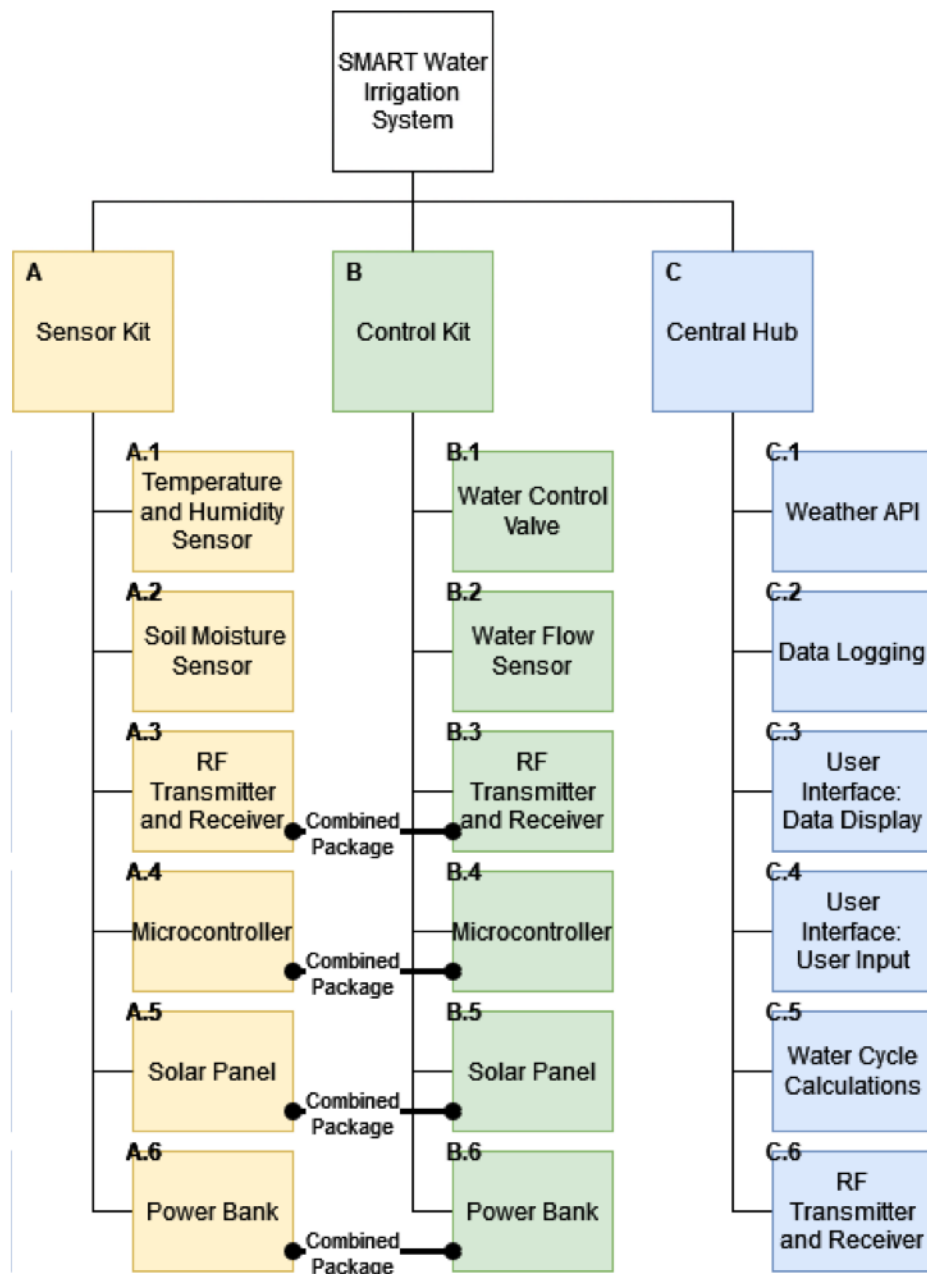 SMART Water
Irrigation
System
A
Sensor Kit
B
Control Kit
C
Central Hub
A.1
Temperature
and Humidity
Sensor
B.1
Water Control
Valve
C.1
Weather API
A.2
Soil Moisture
Sensor
B.2
Water Flow
Sensor
C.2
Data Logging
A.3
RF
Transmitter
and Receiver
Combined
Package
B.3
RF
Transmitter
and Receiver
C.3
User
Interface:
Data Display
A.4
Microcontroller
Combined
Package
B.4
Microcontroller
C.4
User
Interface:
User Input
A.5
Solar Panel
Combined
Package
B.5
Solar Panel
C.5
Water Cycle
Calculations
A.6
Power Bank
Combined
Package
B.6
Power Bank
C.6
RF
Transmitter
and Receiver